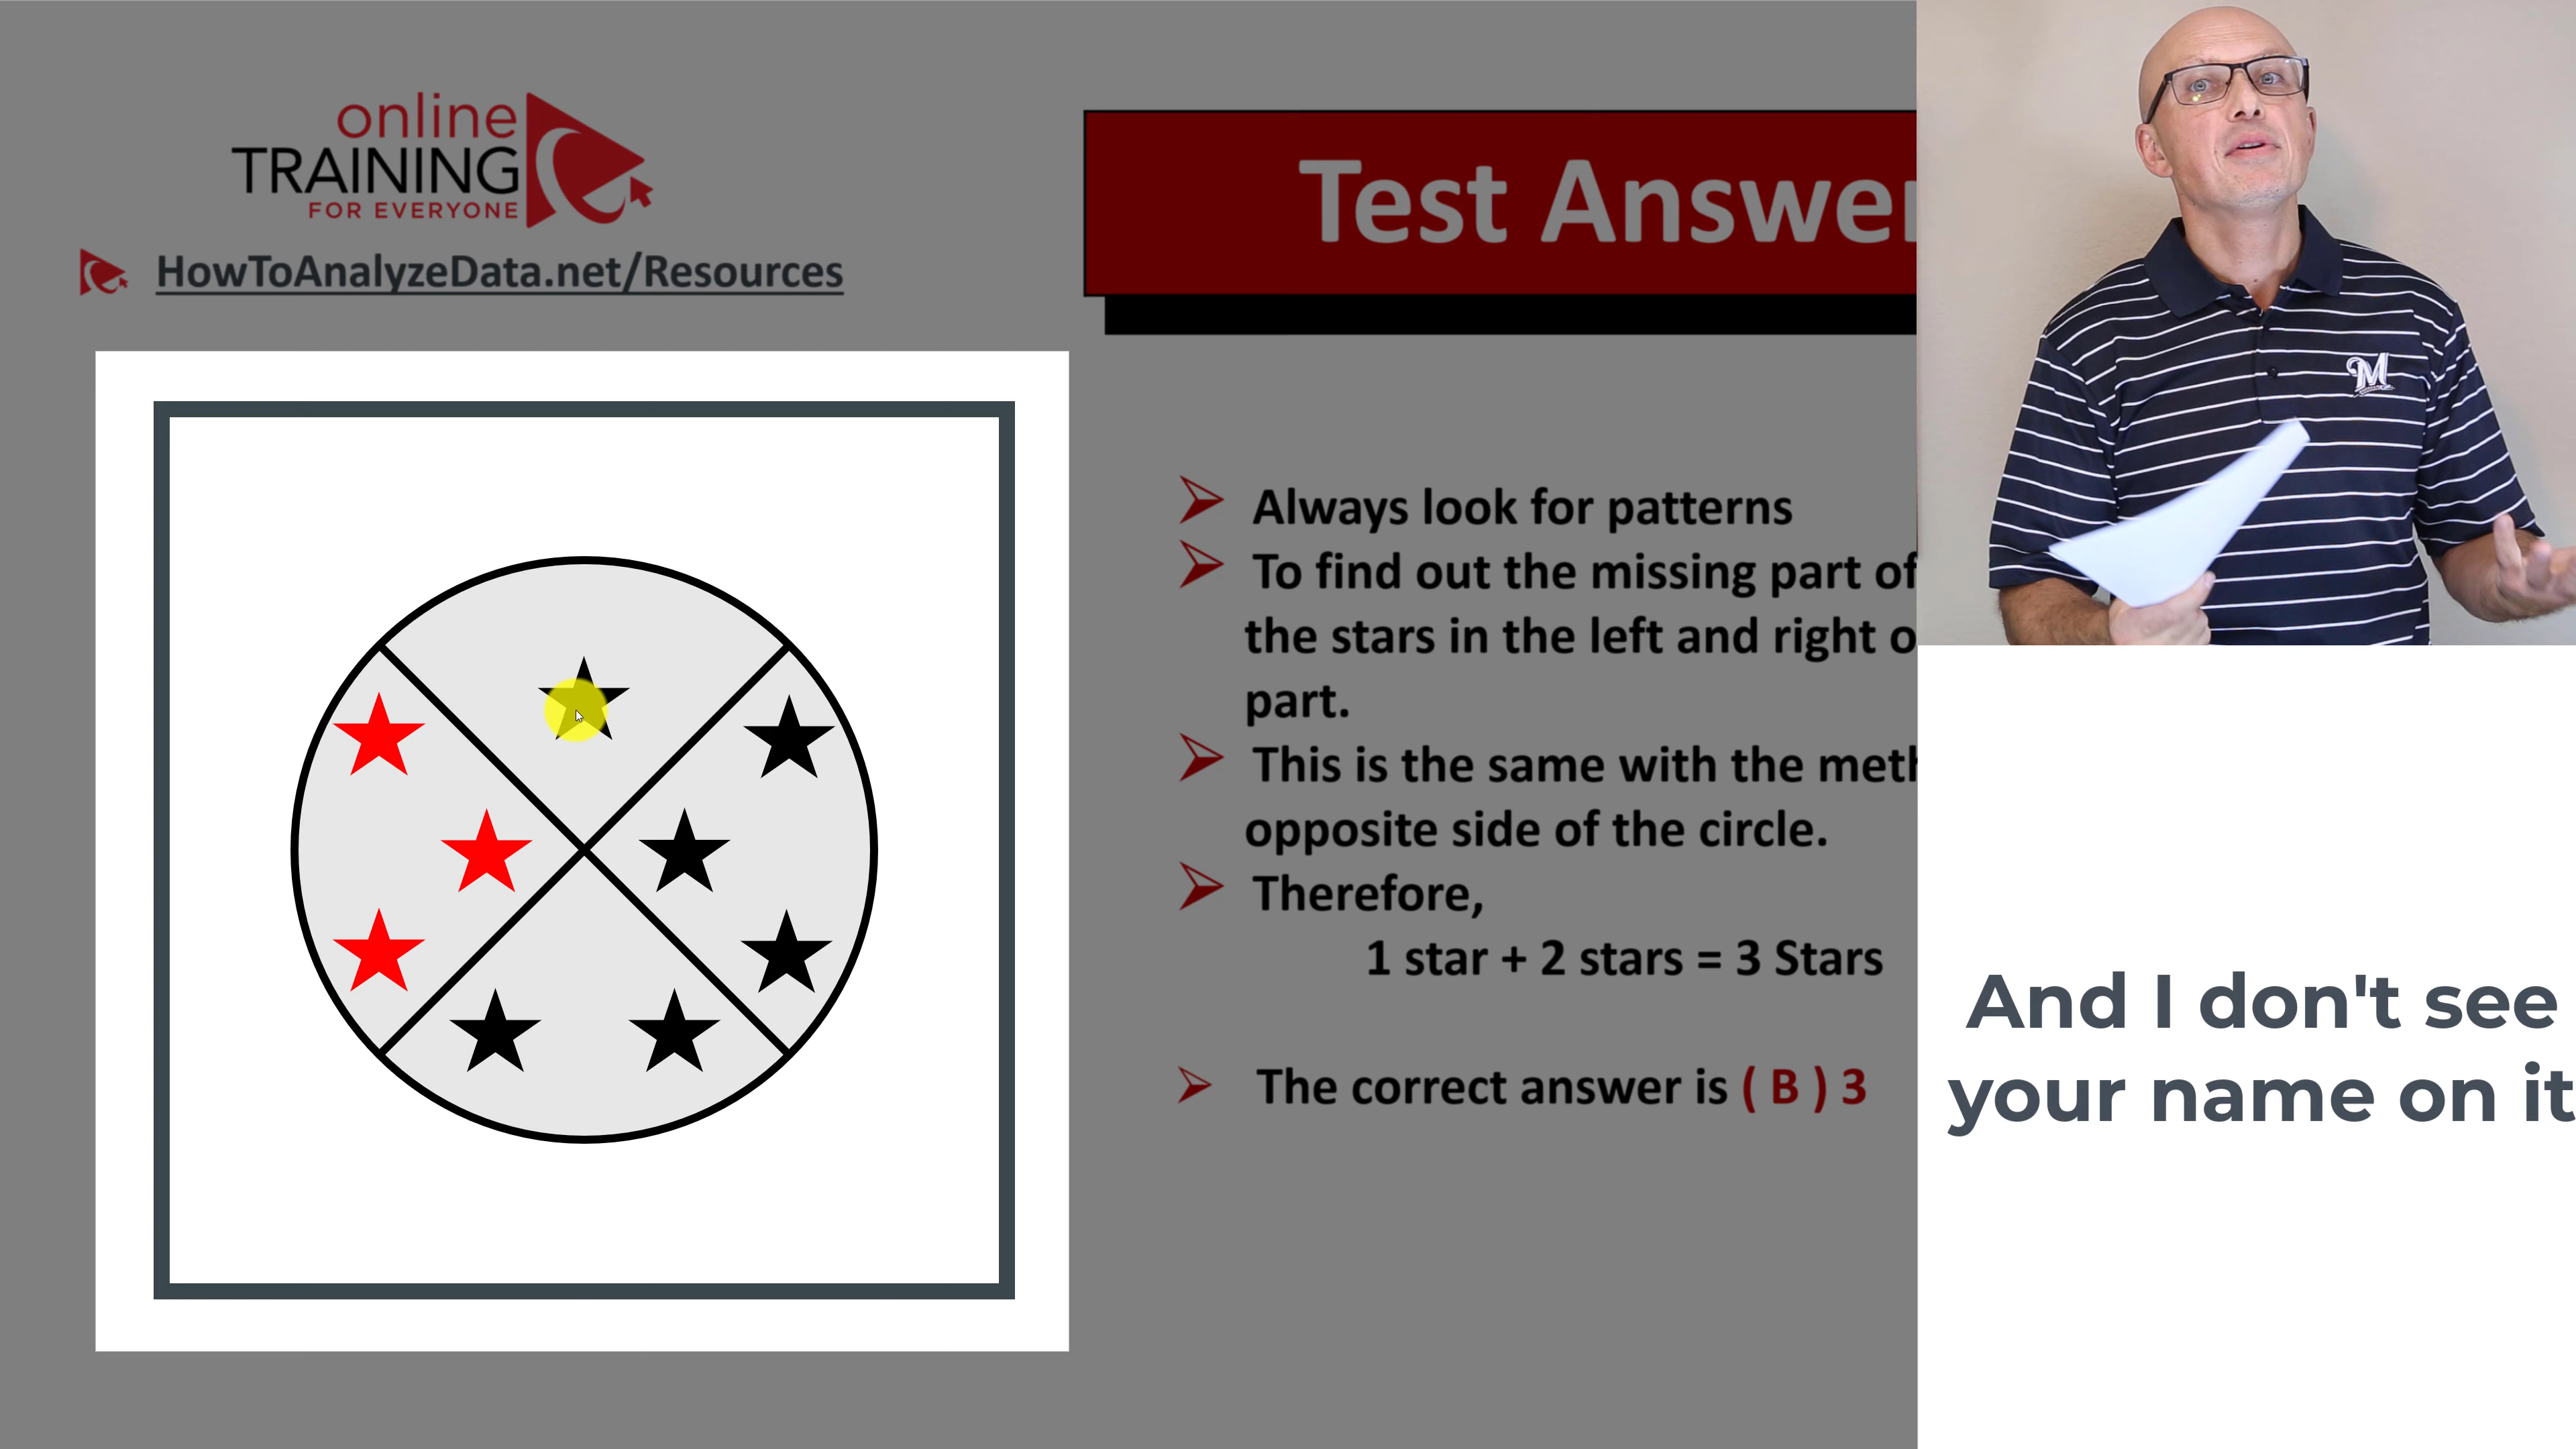 online
TRAINING
FOR EVERYONE
HowToAnalyzeData.net/Resources
Test Answer
Always look for patterns
To find out the missing part of
the stars in the left and right o
part.
This is the same with the meth
opposite side of the circle.
Therefore,
1 star + 2 stars = 3 Stars
The correct answer is ( B ) 3
M
And I don't see
your name on it